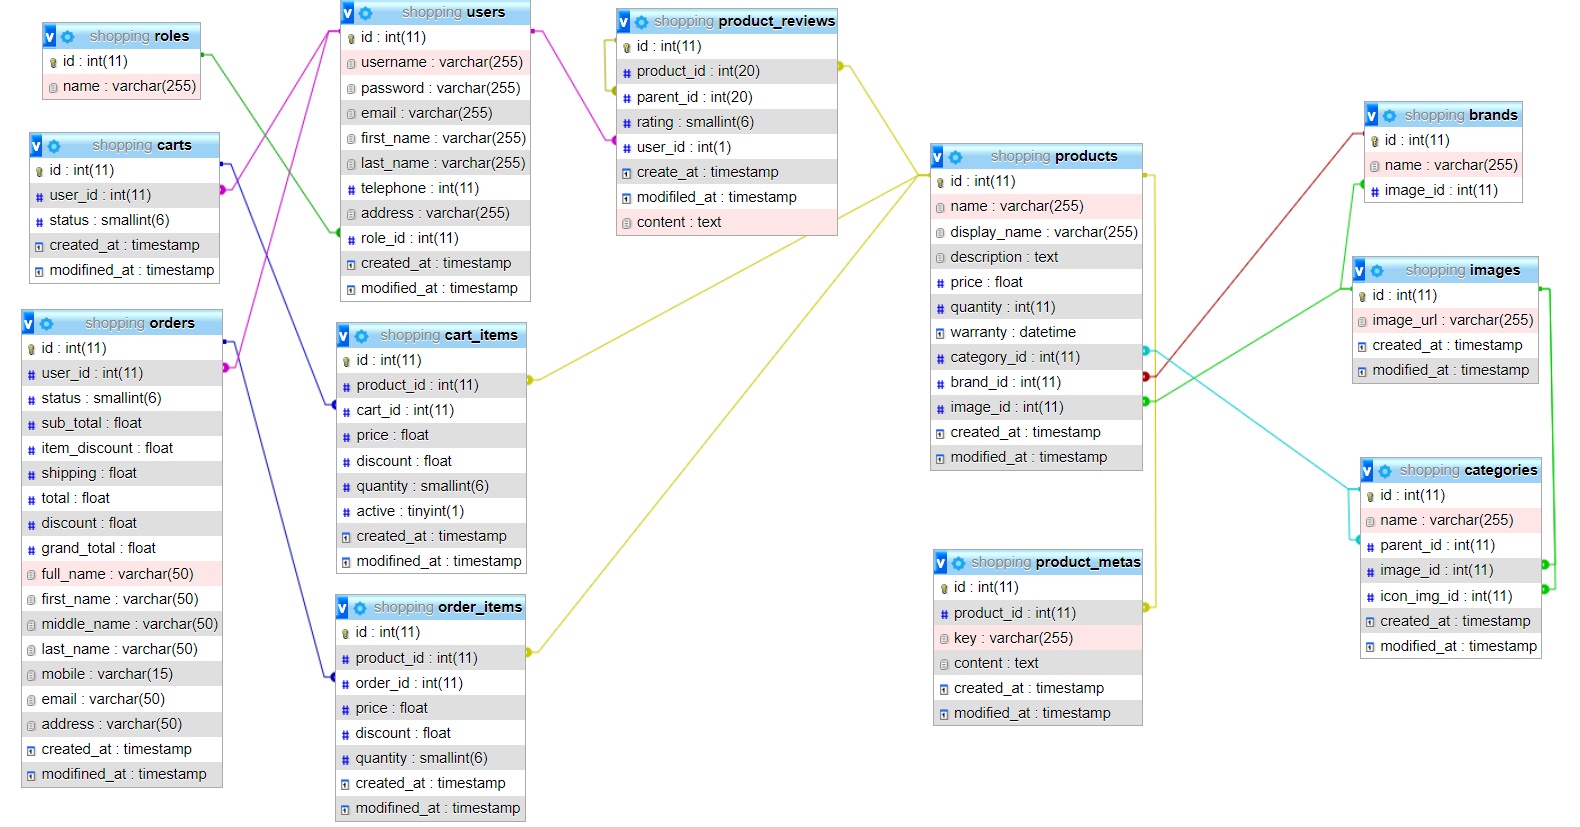 shopping roles
id : int(11)
name : varchar(255)
shopping carts
id : int(11)
user_id : int(11)
status : smallint(6)
created_at : timestamp
modifined_at : timestamp
shopping orders
id : int(11)
user_id : int(11)
status : smallint(6)
sub_total : float
item_discount : float
shipping : float
total : float
discount : float
grand_total : float
full_name : varchar(50)
first_name : varchar(50)
middle_name : varchar(50)
last_name : varchar(50)
mobile : varchar(15)
email : varchar(50)
address : varchar(50)
created_at : timestamp
modifined_at : timestamp
shopping users
id : int(11)
username : varchar(255)
password : varchar(255)
email : varchar(255)
first_name : varchar(255)
last_name : varchar(255)
telephone : int(11)
address : varchar(255)
role_id : int(11)
created_at : timestamp
modified_at : timestamp
shopping cart_items
id : int(11)
product_id : int(11)
cart_id : int(11)
price : float
discount : float
quantity : smallint(6)
active : tinyint(1)
created_at : timestamp
modifined_at : timestamp
shopping order_items
id : int(11)
product_id : int(11)
order_id : int(11)
price : float
discount : float
quantity : smallint(6)
created_at : timestamp
modifined_at : timestamp
shopping product_reviews
id : int(11)
product_id : int(20)
parent_id : int(20)
rating : smallint(6)
user_id : int(1)
create_at : timestamp
modifiled_at : timestamp
content : text
shopping products
id : int(11)
name : varchar(255)
display_name : varchar(255)
description : text
price : float
quantity : int(11)
warranty : datetime
category_id : int(11)
brand_id : int(11)
image_id : int(11)
created_at : timestamp
modified_at : timestamp
shopping product_metas
id : int(11)
product_id : int(11)
key : varchar(255)
content : text
created_at : timestamp
modified_at : timestamp
shopping brands
id : int(11)
name : varchar(255)
image_id : int(11)
shopping images
id : int(11)
image_url : varchar(255)
created_at : timestamp
modified_at : timestamp
shopping categories
id : int(11)
name : varchar(255)
parent_id : int(11)
image_id : int(11)
icon_img_id : int(11)
created_at : timestamp
modified_at : timestamp